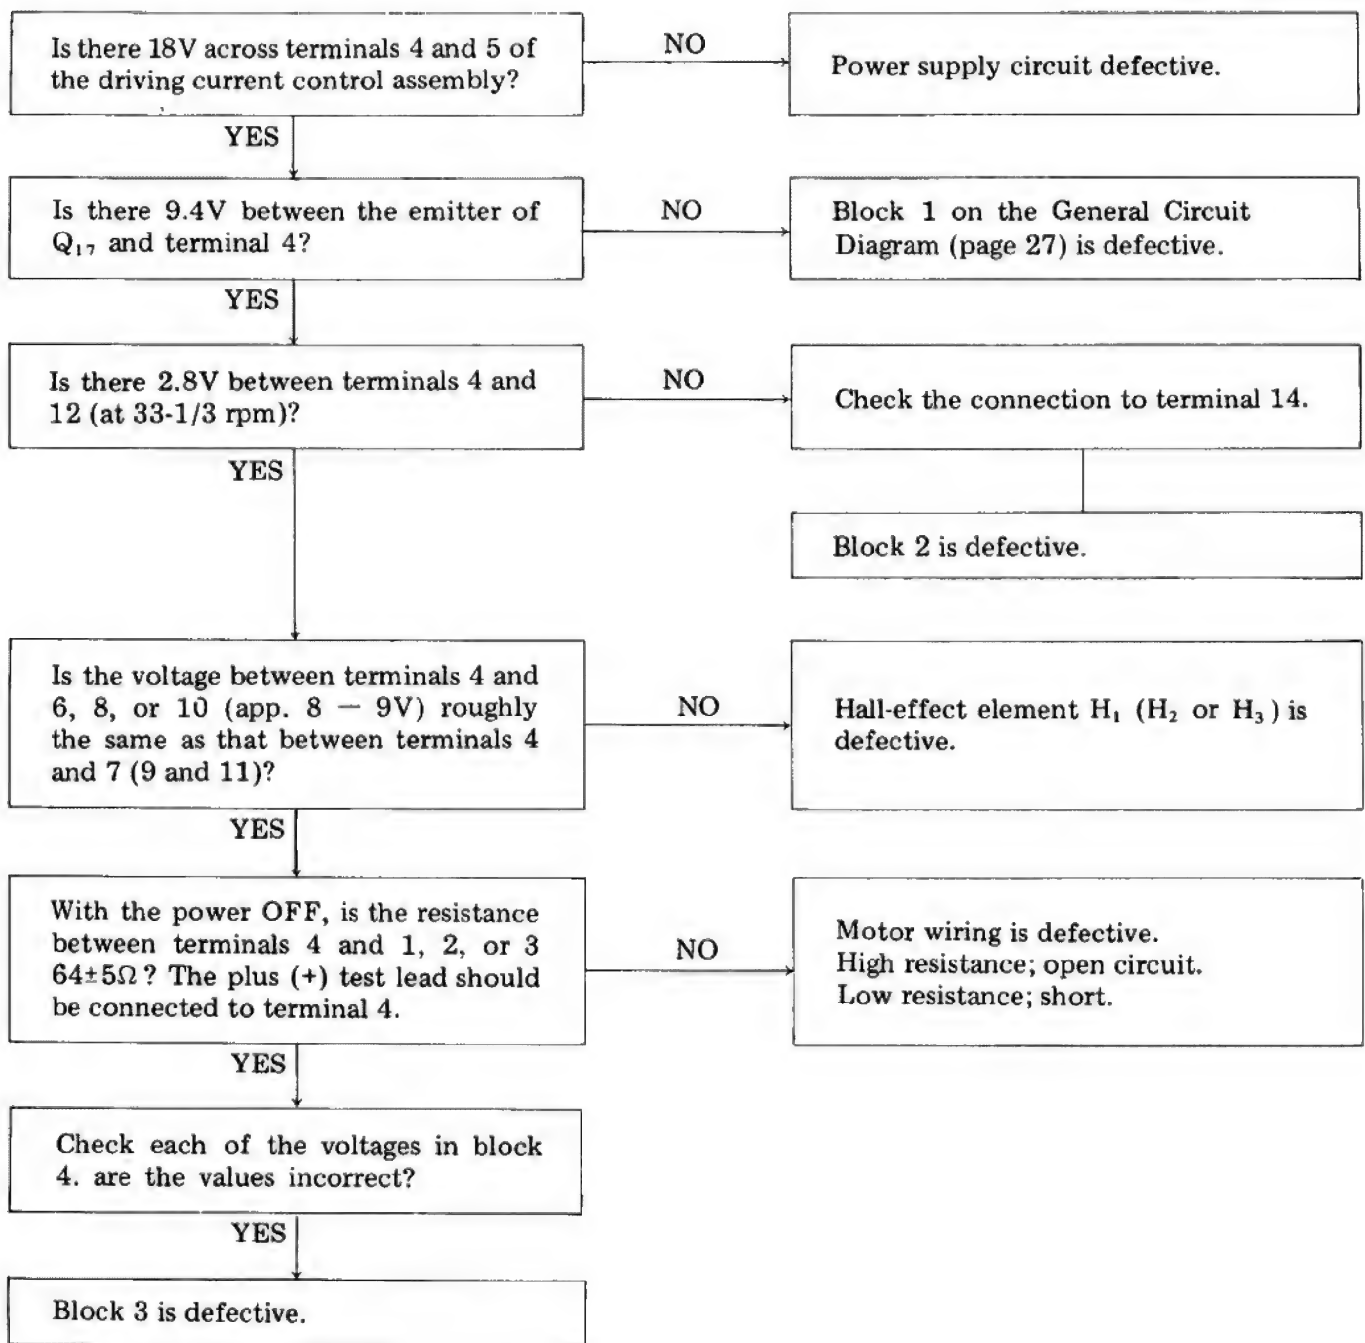 Is there 18V across terminals 4 and 5 of
the driving current control assembly?
NO
Power supply circuit defective.
YES
Is there 9.4V between the emitter of
Q₁₇ and terminal 4?
NO
Block 1 on the General Circuit
Diagram (page 27) is defective.
YES
Is there 2.8V between terminals 4 and
12 (at 33-1/3 rpm)?
NO
Check the connection to terminal 14.
YES
Block 2 is defective.
Is the voltage between terminals 4 and
6, 8, or 10 (app. 8 — 9V) roughly
the same as that between terminals 4
and 7 (9 and 11)?
NO
Hall-effect element H₁ (H₂ or H₃) is
defective.
YES
With the power OFF, is the resistance
between terminals 4 and 1, 2, or 3
64±5Ω? The plus (+) test lead should
be connected to terminal 4.
NO
Motor wiring is defective.
High resistance; open circuit.
Low resistance; short.
YES
Check each of the voltages in block
4. are the values incorrect?
YES
Block 3 is defective.